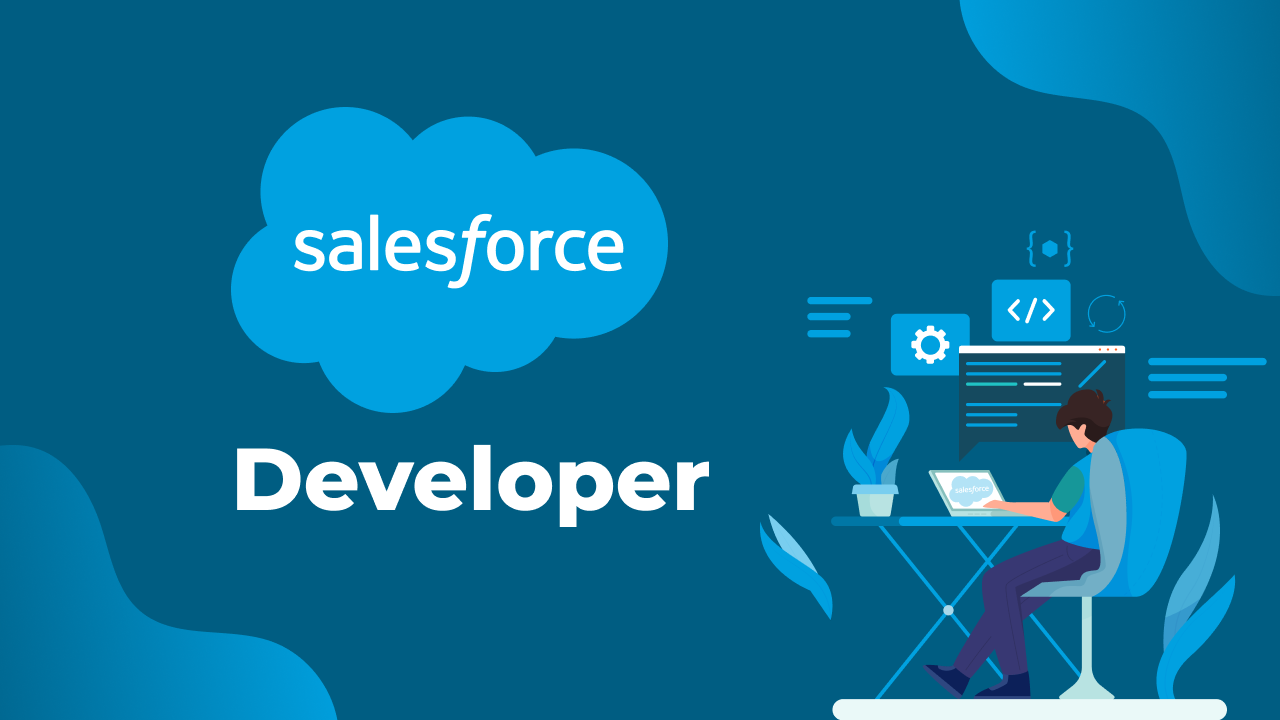 salesforce
Developer
{⬢}
</>
salesforce